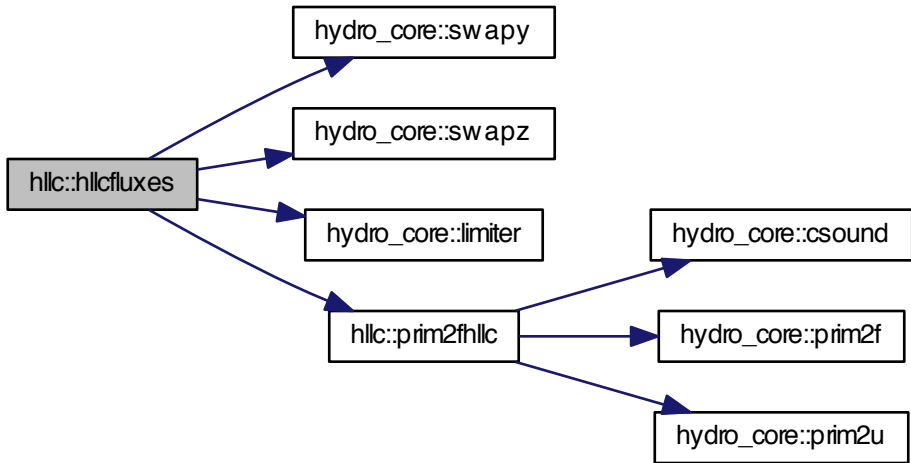 hydro_core::swapy
hydro_core::swapz
hllc::hllcfluxes
hydro_core::limiter
hydro_core::csound
hllc::prim2fhllc
hydro_core::prim2f
hydro_core::prim2u